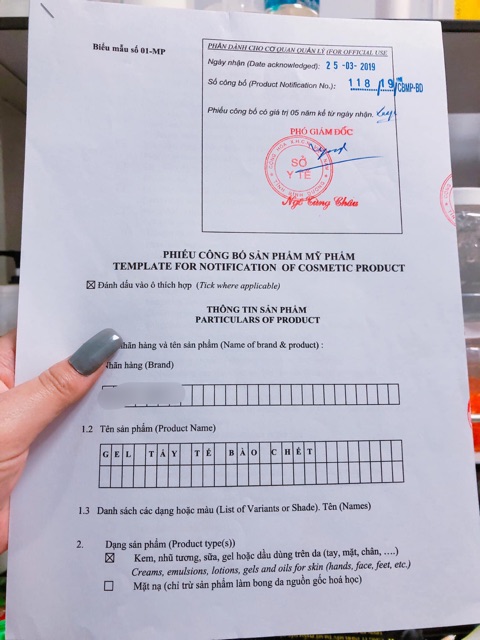 Biểu mẫu số 01-MP
PHẦN DÀNH CHO CƠ QUAN QUẢN LÝ (FOR OFFICIAL USE
Ngày nhận (Date acknowledged): 25-03-2019
Số công bố (Product Notification No.): 118 /19/CBMP-BD
Phiếu công bố có giá trị 05 năm kể từ ngày nhận.
PHÓ GIÁM ĐỐC
SỞ
Y TẾ
PHIẾU CÔNG BỐ SẢN PHẨM MỸ PHẨM
TEMPLATE FOR NOTIFICATION OF COSMETIC PRODUCT
☒ Đánh dấu vào ô thích hợp (Tick where applicable)
THÔNG TIN SẢN PHẨM
PARTICULARS OF PRODUCT
nhãn hàng và tên sản phẩm (Name of brand & product) :
Nhãn hàng (Brand)
1.2 Tên sản phẩm (Product Name)
GEL TẨY TẾ BÀO CHẾT
1.3 Danh sách các dạng hoặc màu (List of Variants or Shade). Tên (Names)
2. Dạng sản phẩm (Product type(s))
☒ Kem, nhũ tương, sữa, gel hoặc dầu dùng trên da (tay, mặt, chân, ….)
Creams, emulsions, lotions, gels and oils for skin (hands, face, feet, etc.)
☐ Mặt nạ (chỉ trừ sản phẩm làm bong da nguồn gốc hoá học)